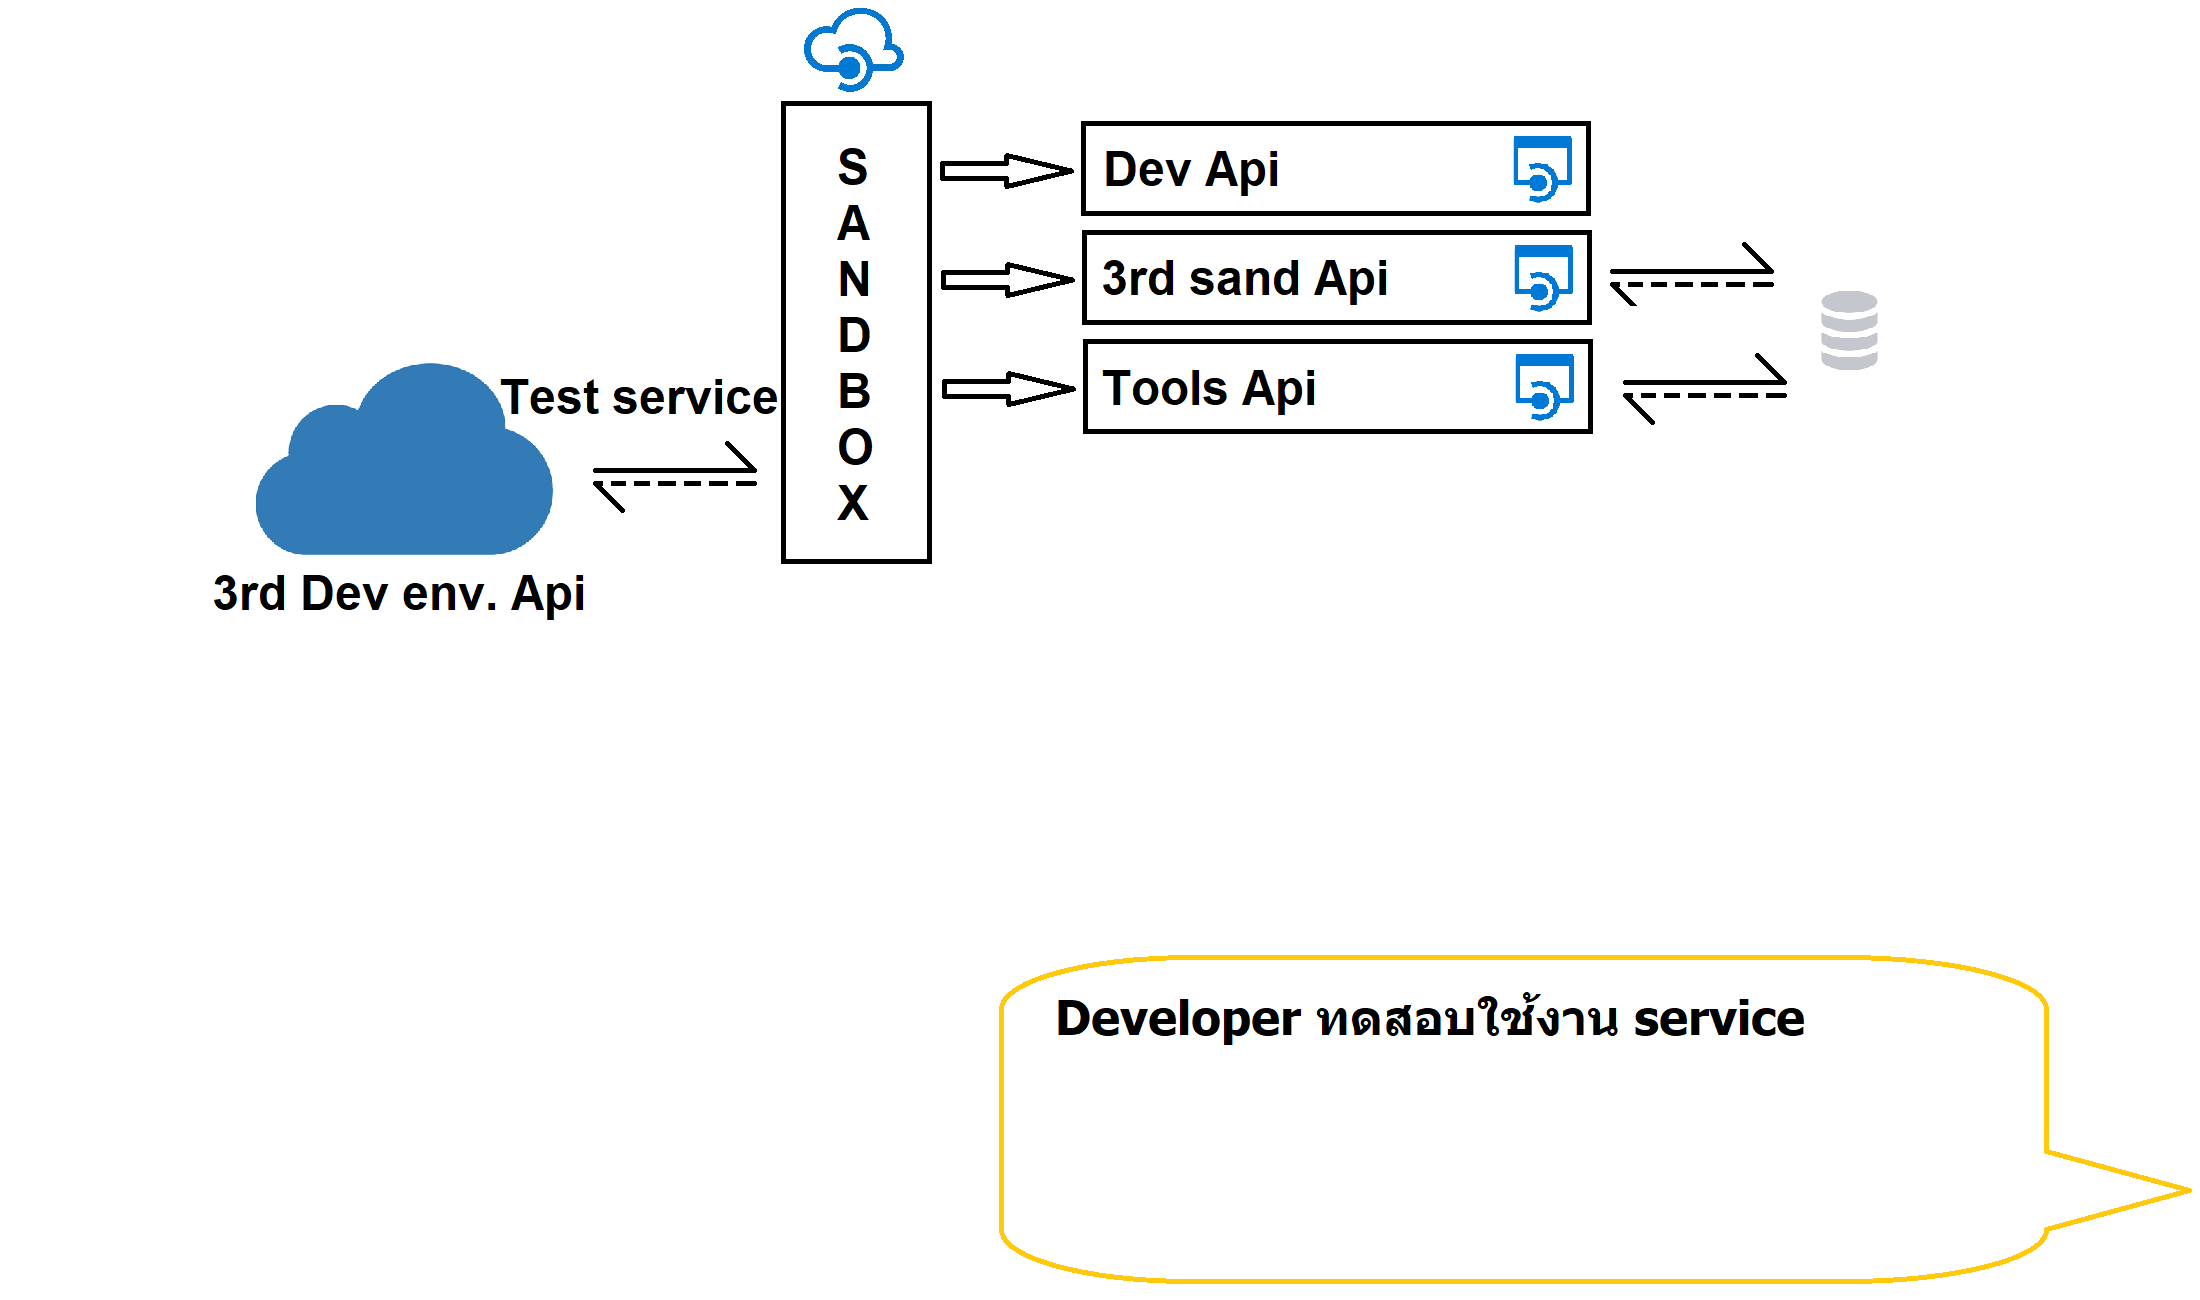 S
A
N
D
B
O
X
Dev Api
3rd sand Api
Tools Api
Test service
3rd Dev env. Api
Developer ทดสอบใช้งาน service